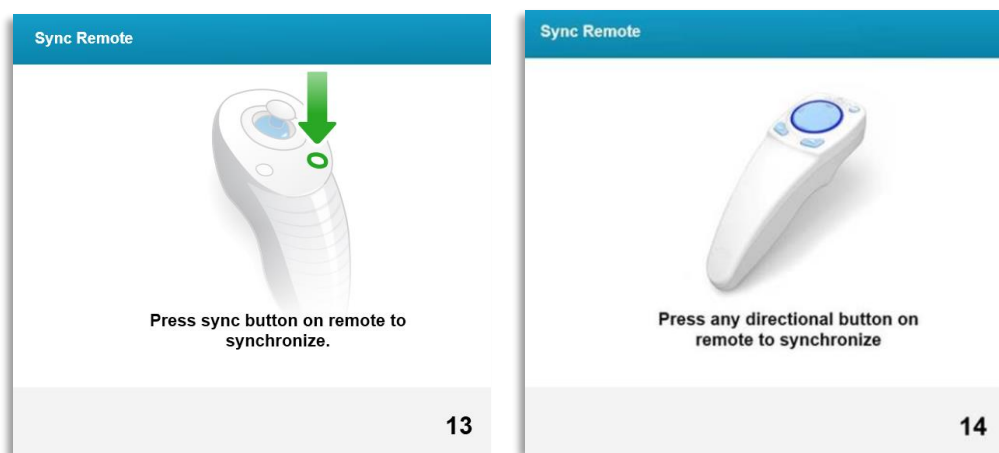 Sync Remote
Press sync button on remote to
synchronize.
13
Sync Remote
Press any directional button on
remote to synchronize
14